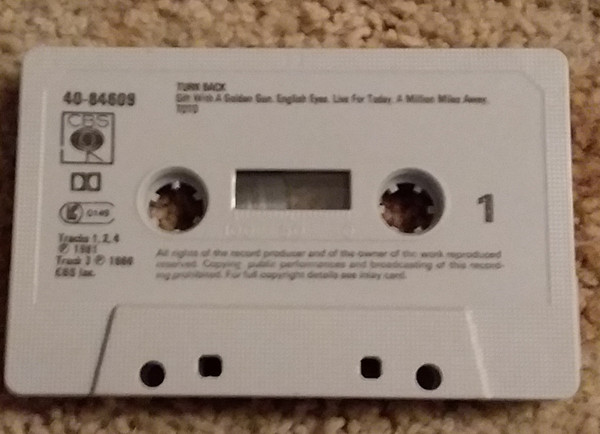 40-84609
TURN BACK
Gift With A Golden Gun. English Eyes. Live For Today. A Million Miles Away.
TOTO
CBS
0149
1
Tracks 1, 2, 4
℗ 1981
Track 3 ℗ 1980
CBS Inc.
All rights of the record producer and of the owner of the work reproduced
reserved. Copying public performances and broadcasting of this record-
ing prohibited. For full copyright details see inlay card.